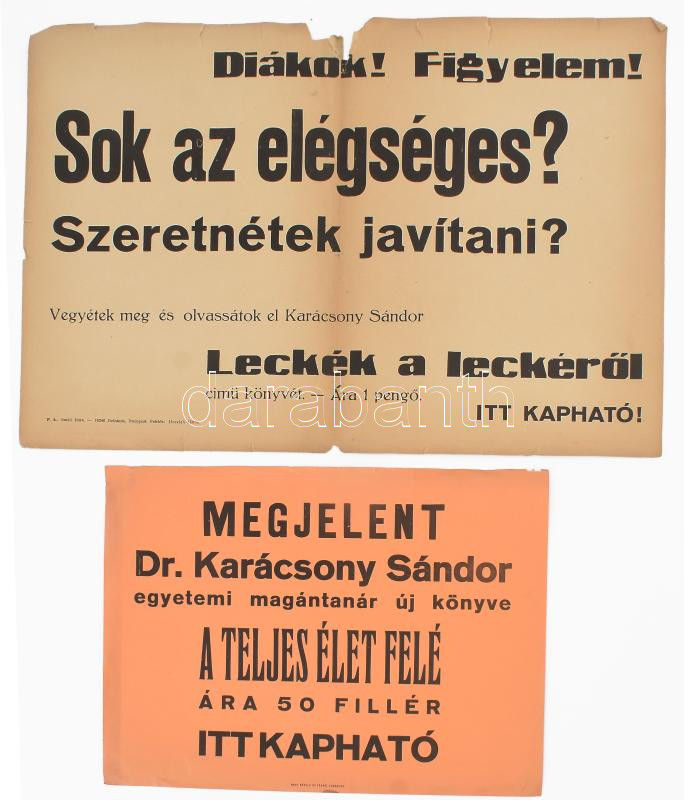 Diákok! Figyelem!
Sok az elégséges?
Szeretnétek javítani?
Vegyétek meg és olvassátok el Karácsony Sándor
Leckék a leckéről
című könyvét. — Ára 1 pengő.
ITT KAPHATÓ!
darabanth
MEGJELENT
Dr. Karácsony Sándor
egyetemi magántanár új könyve
A TELJES ÉLET FELÉ
ÁRA 50 FILLÉR
ITT KAPHATÓ